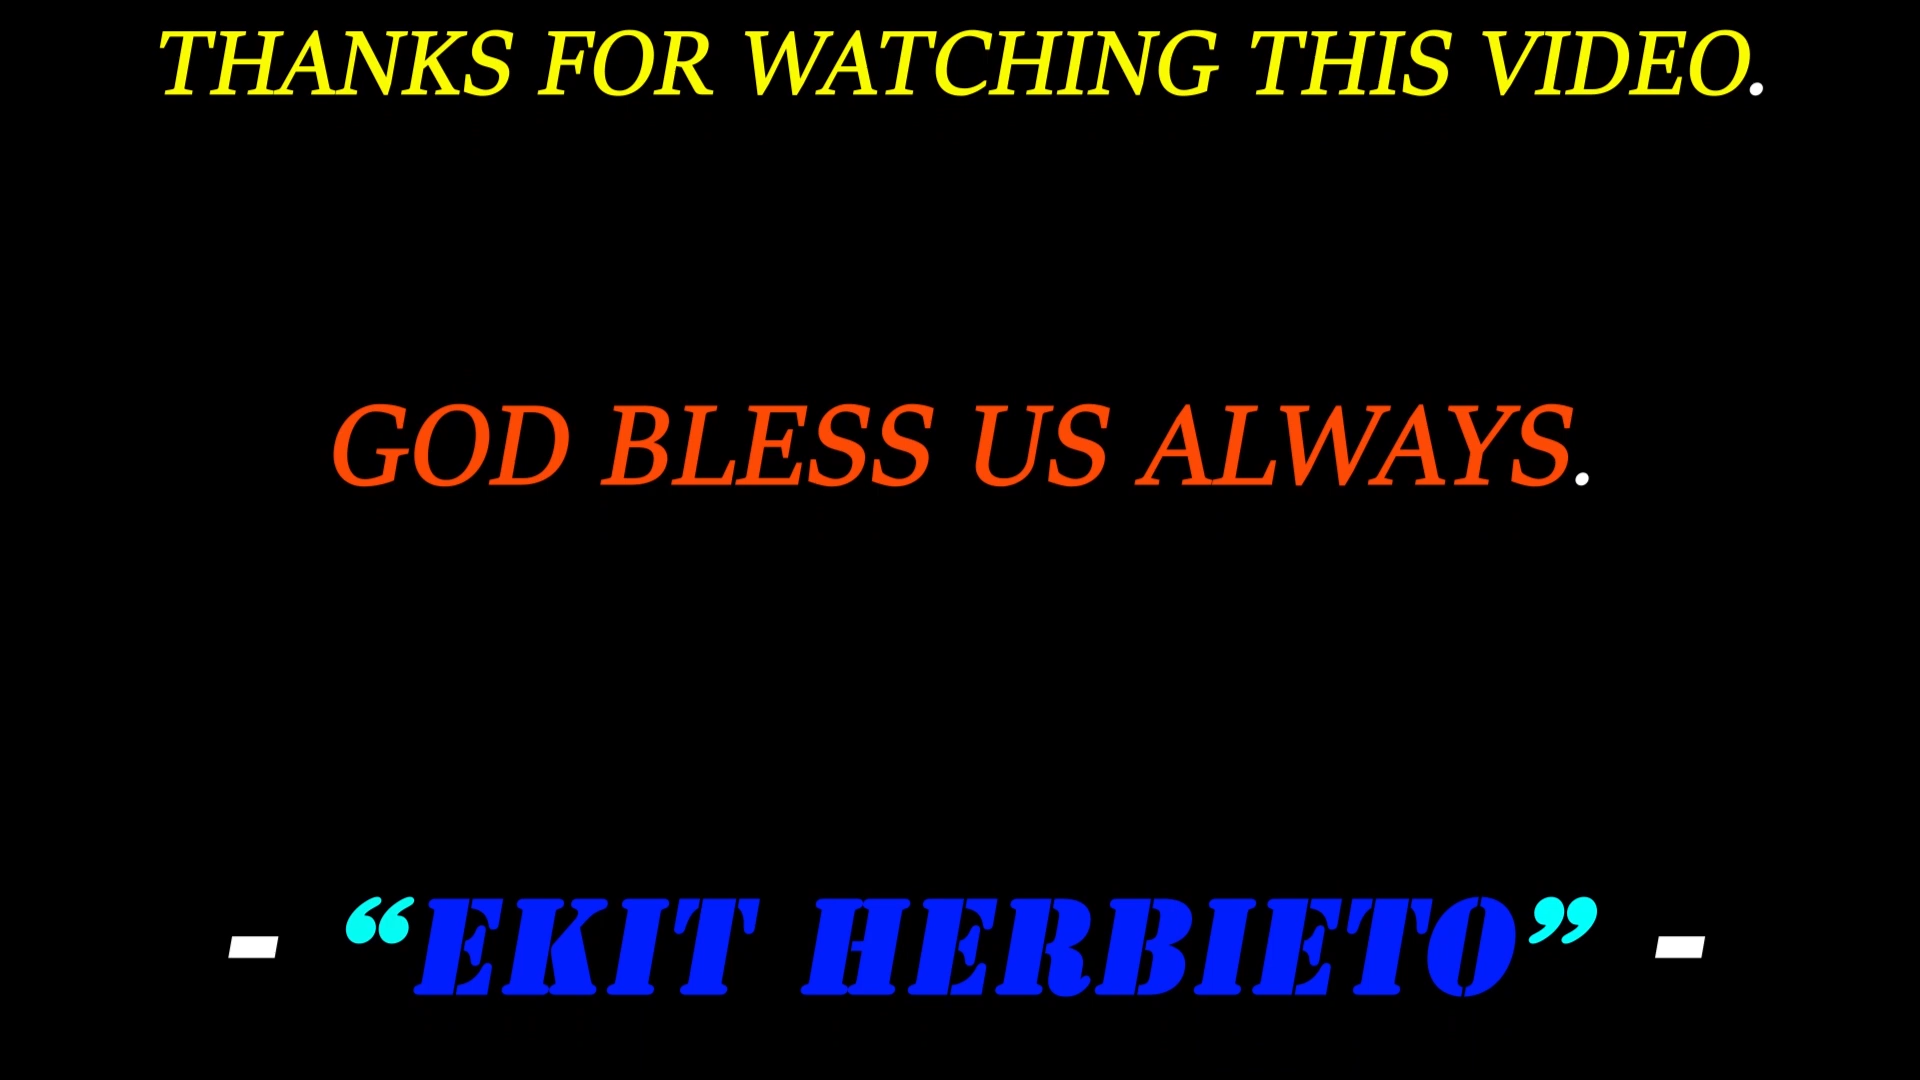 THANKS FOR WATCHING THIS VIDEO.
GOD BLESS US ALWAYS.
- “EKIT HERBIETO” -